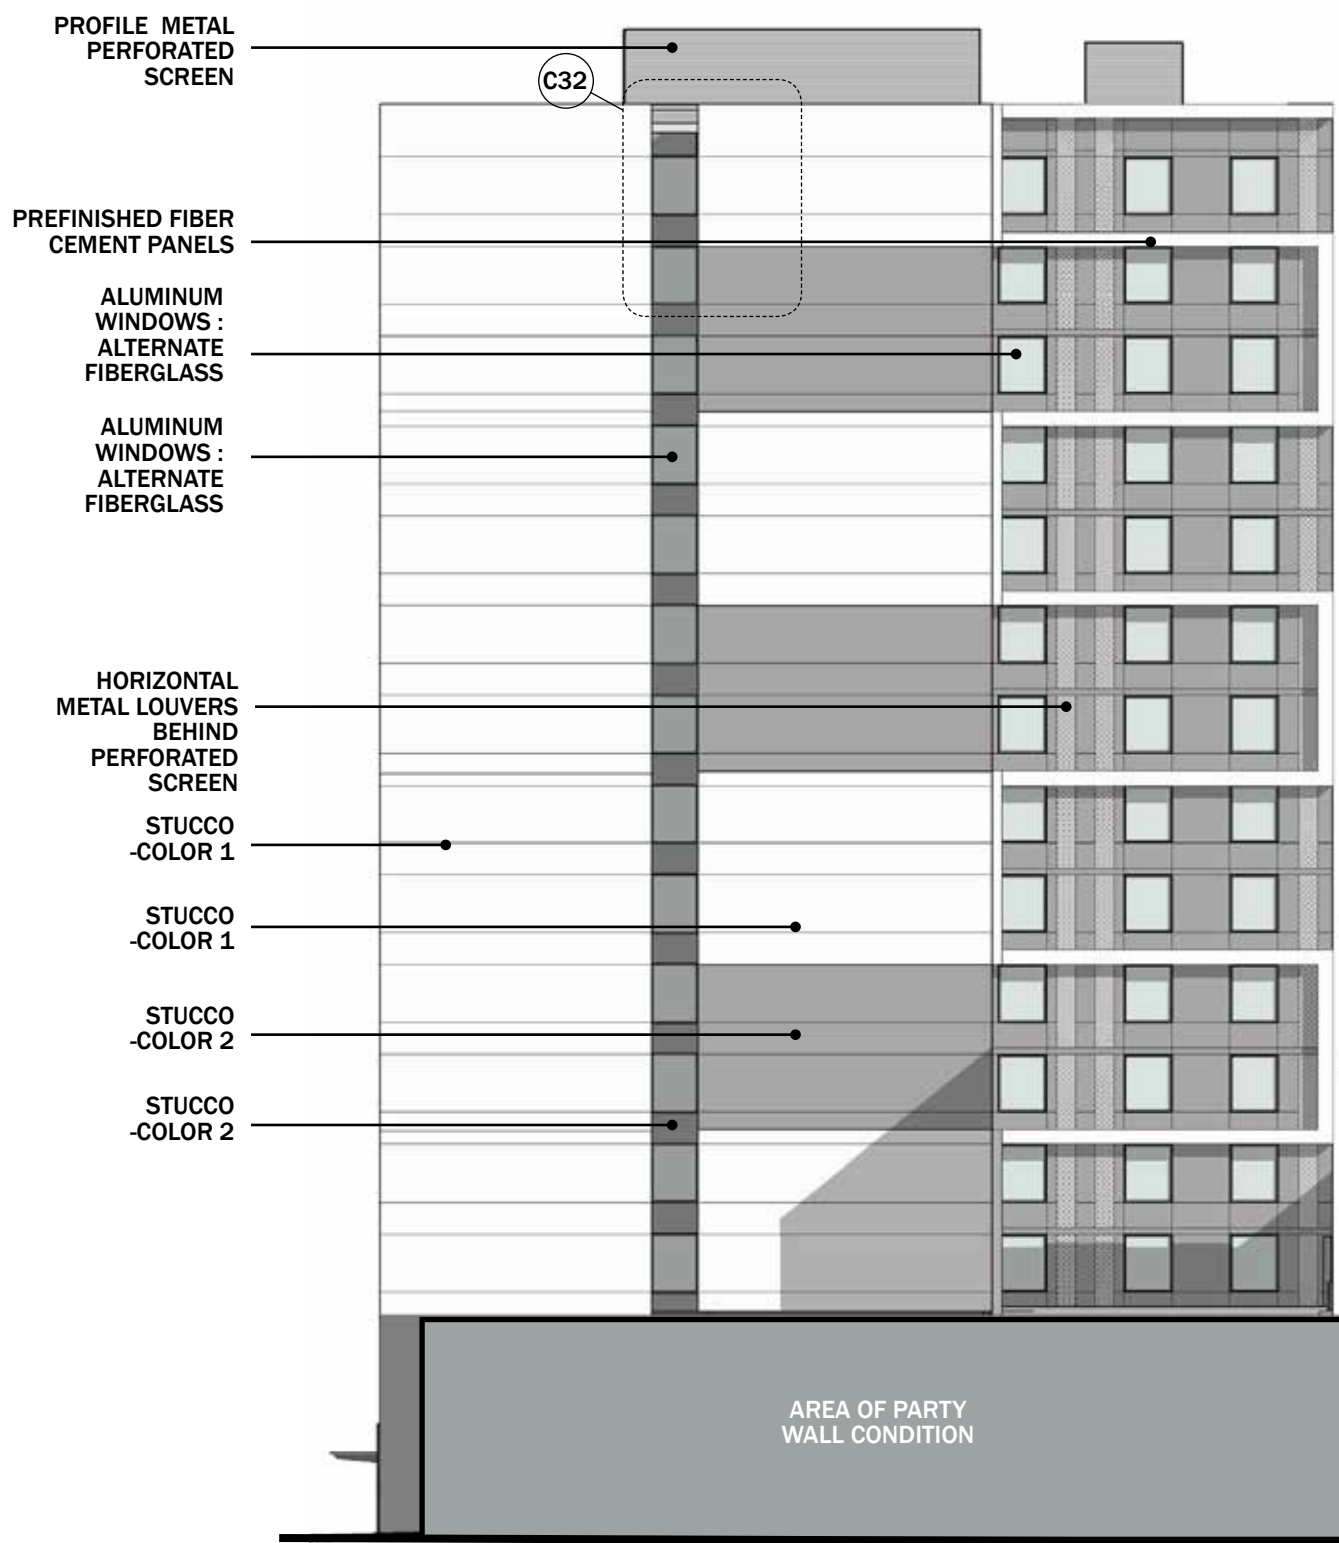 PROFILE METAL
PERFORATED
SCREEN
C32
PREFINISHED FIBER
CEMENT PANELS
ALUMINUM
WINDOWS :
ALTERNATE
FIBERGLASS
ALUMINUM
WINDOWS :
ALTERNATE
FIBERGLASS
HORIZONTAL
METAL LOUVERS
BEHIND
PERFORATED
SCREEN
STUCCO
-COLOR 1
STUCCO
-COLOR 1
STUCCO
-COLOR 2
STUCCO
-COLOR 2
AREA OF PARTY
WALL CONDITION